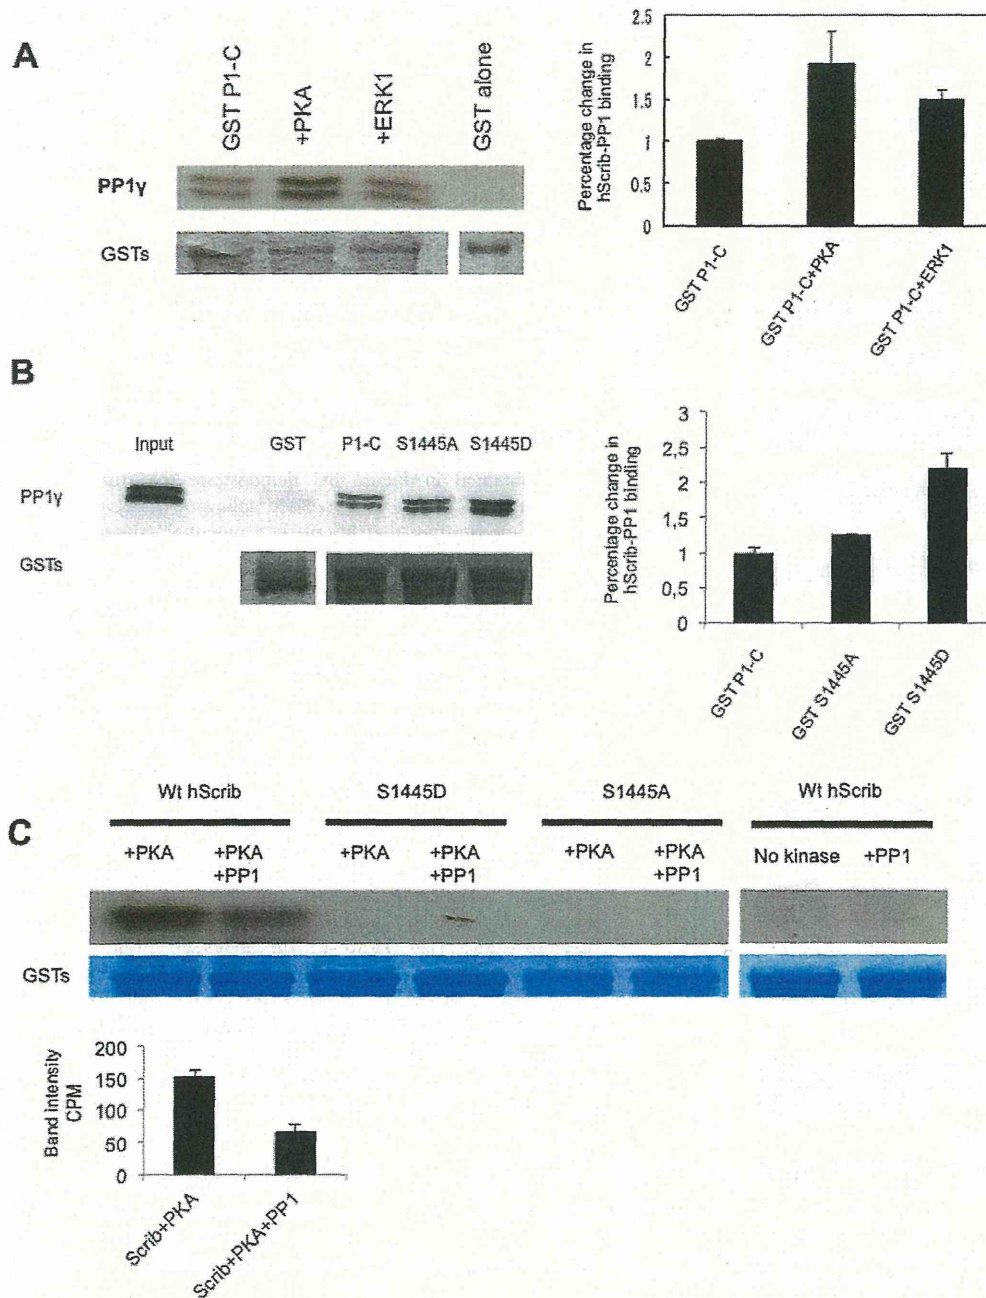 A
GST P1-C
+PKA
+ERK1
GST alone
PP1γ
GSTs
Percentage change in
hScrib-PP1 binding
2.5
2
1.5
1
0.5
0
GST P1-C
GST P1-C+PKA
GST P1-C+ERK1
B
Input
GST
P1-C
S1445A
S1445D
PP1γ
GSTs
Percentage change in
hScrib-PP1 binding
3
2,5
2
1,5
1
0,5
0
GST P1-C
GST S1445A
GST S1445D
C
Wt hScrib
S1445D
S1445A
Wt hScrib
+PKA
+PKA
+PP1
+PKA
+PKA
+PP1
+PKA
+PKA
+PP1
No kinase
+PP1
GSTs
Band intensity
CPM
200
150
100
50
0
Scrib+PKA
Scrib+PKA+PP1